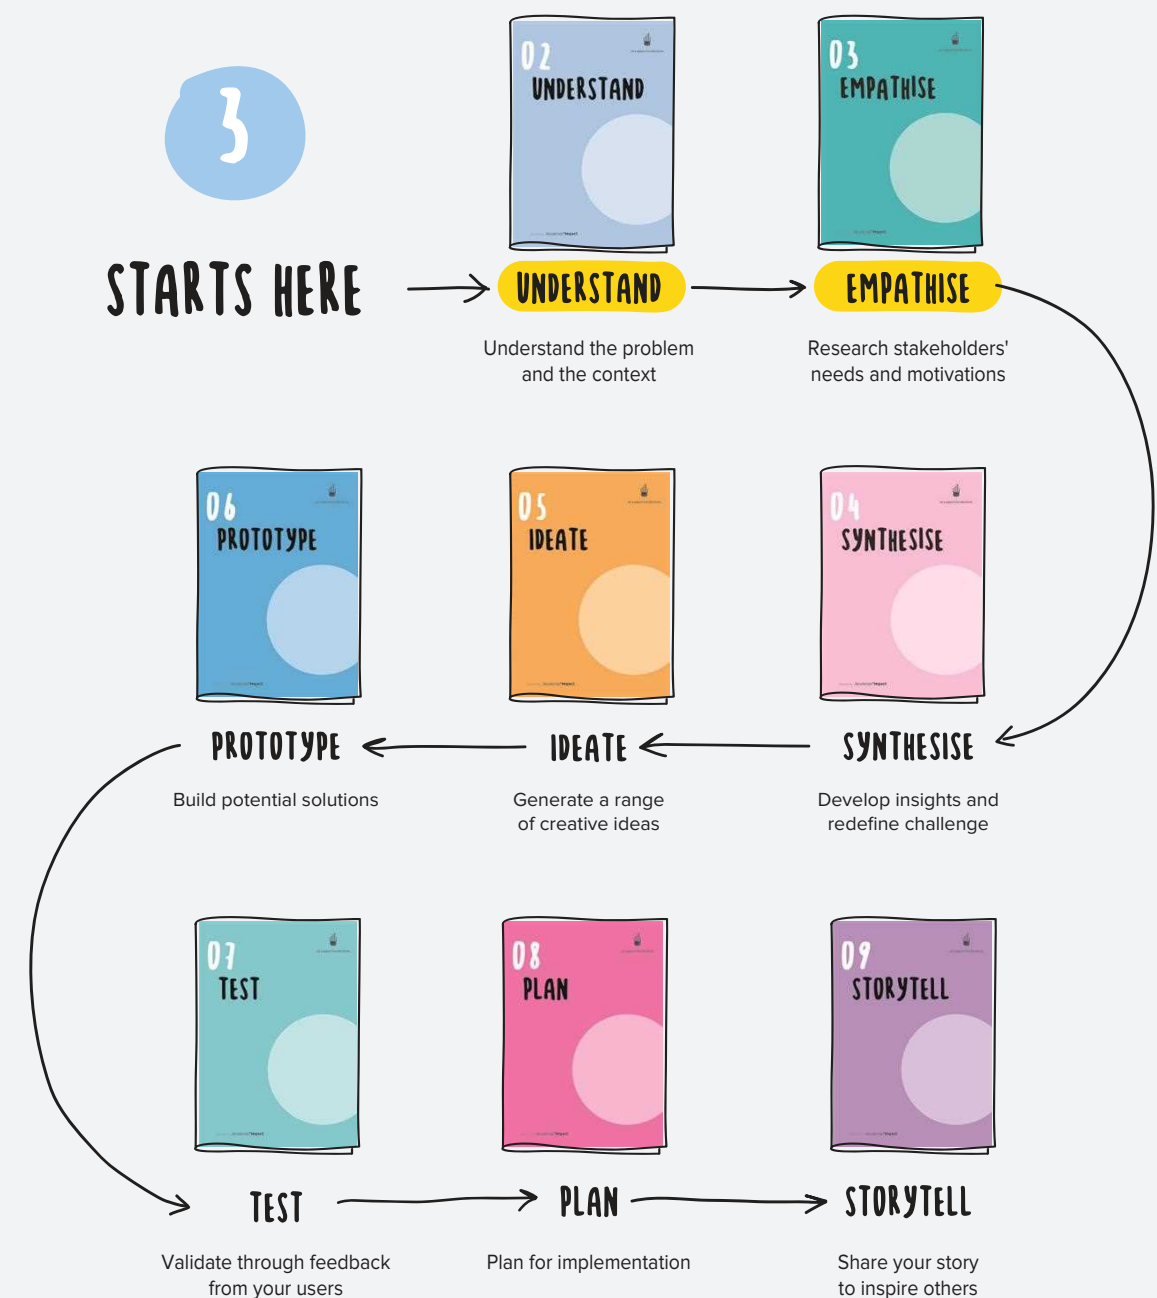 3
STARTS HERE
02
UNDERSTAND
UNDERSTAND
Understand the problem
and the context
03
EMPATHISE
EMPATHISE
Research stakeholders'
needs and motivations
04
SYNTHESISE
SYNTHESISE
Develop insights and
redefine challenge
05
IDEATE
IDEATE
Generate a range
of creative ideas
06
PROTOTYPE
PROTOTYPE
Build potential solutions
07
TEST
TEST
Validate through feedback
from your users
08
PLAN
PLAN
Plan for implementation
09
STORYTELL
STORYTELL
Share your story
to inspire others